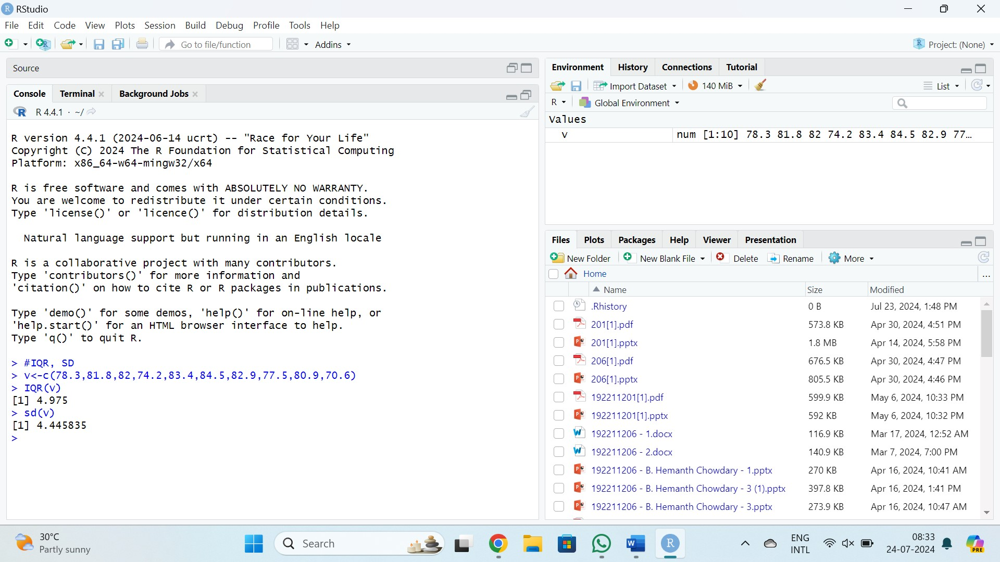 RStudio
File Edit Code View Plots Session Build Debug Profile Tools Help
Go to file/function Addins Project: (None)
Source
Console Terminal Background Jobs
R 4.4.1 · ~/
R version 4.4.1 (2024-06-14 ucrt) -- "Race for Your Life"
Copyright (C) 2024 The R Foundation for Statistical Computing
Platform: x86_64-w64-mingw32/x64
R is free software and comes with ABSOLUTELY NO WARRANTY.
You are welcome to redistribute it under certain conditions.
Type 'license()' or 'licence()' for distribution details.
Natural language support but running in an English locale
R is a collaborative project with many contributors.
Type 'contributors()' for more information and
'citation()' on how to cite R or R packages in publications.
Type 'demo()' for some demos, 'help()' for on-line help, or
'help.start()' for an HTML browser interface to help.
Type 'q()' to quit R.
> #IQR, SD
> v<-c(78.3,81.8,82,74.2,83.4,84.5,82.9,77.5,80.9,70.6)
> IQR(v)
[1] 4.975
> sd(v)
[1] 4.445835
>
Environment History Connections Tutorial
Import Dataset 140 MiB List
R Global Environment
Values
v num [1:10] 78.3 81.8 82 74.2 83.4 84.5 82.9 77…
Files Plots Packages Help Viewer Presentation
New Folder New Blank File Delete Rename More
Home ...
Name Size Modified
.Rhistory 0 B Jul 23, 2024, 1:48 PM
201[1].pdf 573.8 KB Apr 30, 2024, 4:51 PM
201[1].pptx 1.8 MB Apr 14, 2024, 5:58 PM
206[1].pdf 676.5 KB Apr 30, 2024, 4:47 PM
206[1].pptx 805.5 KB Apr 30, 2024, 4:46 PM
192211201[1].pdf 599.9 KB May 6, 2024, 10:33 PM
192211201[1].pptx 592 KB May 6, 2024, 10:32 PM
192211206 - 1.docx 116.9 KB Mar 17, 2024, 12:52 AM
192211206 - 2.docx 140.9 KB Mar 7, 2024, 7:00 PM
192211206 - B. Hemanth Chowdary - 1.pptx 270 KB Apr 16, 2024, 10:41 AM
192211206 - B. Hemanth Chowdary - 3 (1).pptx 397.8 KB Apr 16, 2024, 1:41 PM
192211206 - B. Hemanth Chowdary - 3.pptx 273.9 KB Apr 16, 2024, 10:47 AM
30°C
Partly sunny
Search
ENG
INTL
08:33
24-07-2024
PRE